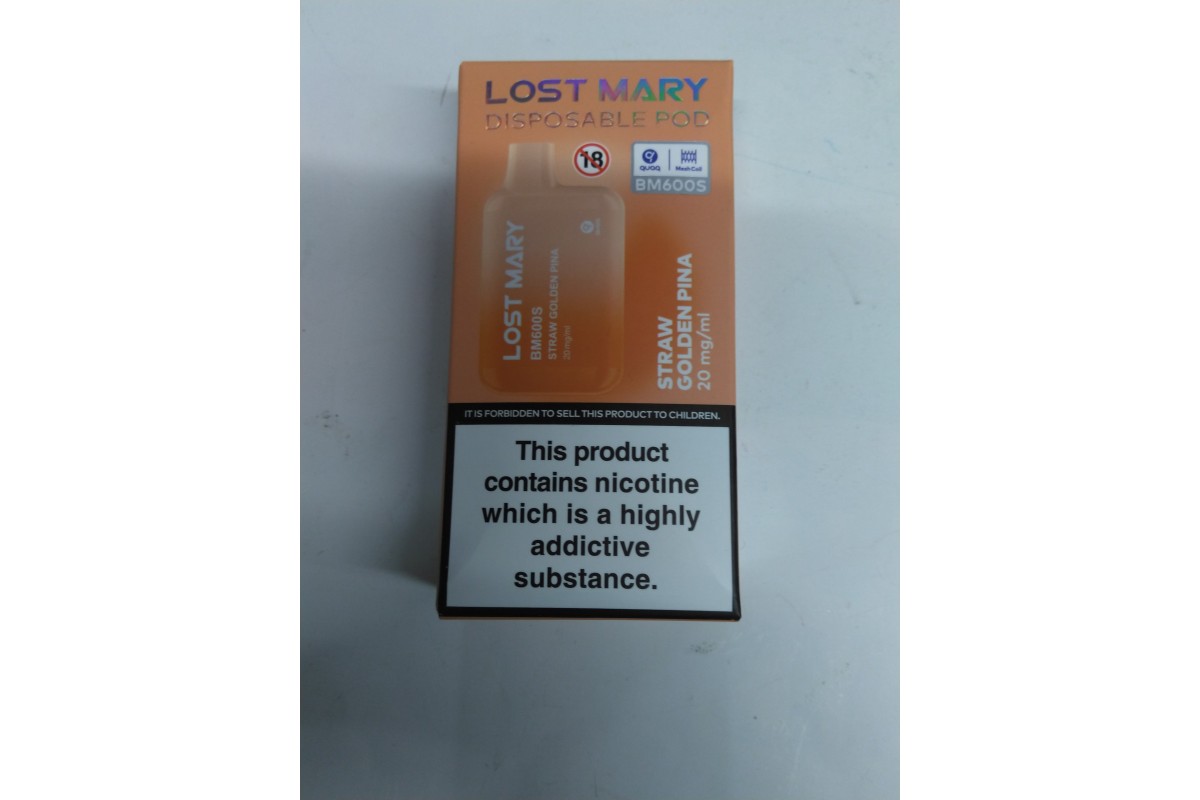 LOST MARY
DISPOSABLE POD
18
QUAQ
Mesh Coil
BM600S
LOST MARY
BM600S
STRAW GOLDEN PINA
20 mg/ml
STRAW
GOLDEN PINA
20 mg/ml
IT IS FORBIDDEN TO SELL THIS PRODUCT TO CHILDREN.
This product
contains nicotine
which is a highly
addictive
substance.